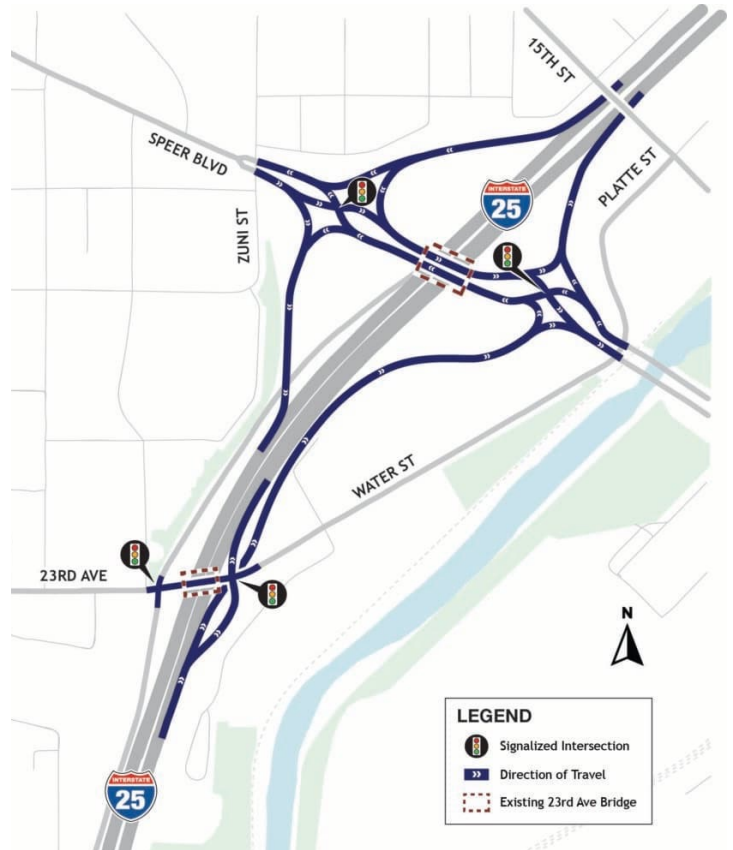 15TH ST
SPEER BLVD
PLATTE ST
INTERSTATE
25
ZUNI ST
WATER ST
23RD AVE
N
INTERSTATE
25
LEGEND
Signalized Intersection
Direction of Travel
Existing 23rd Ave Bridge